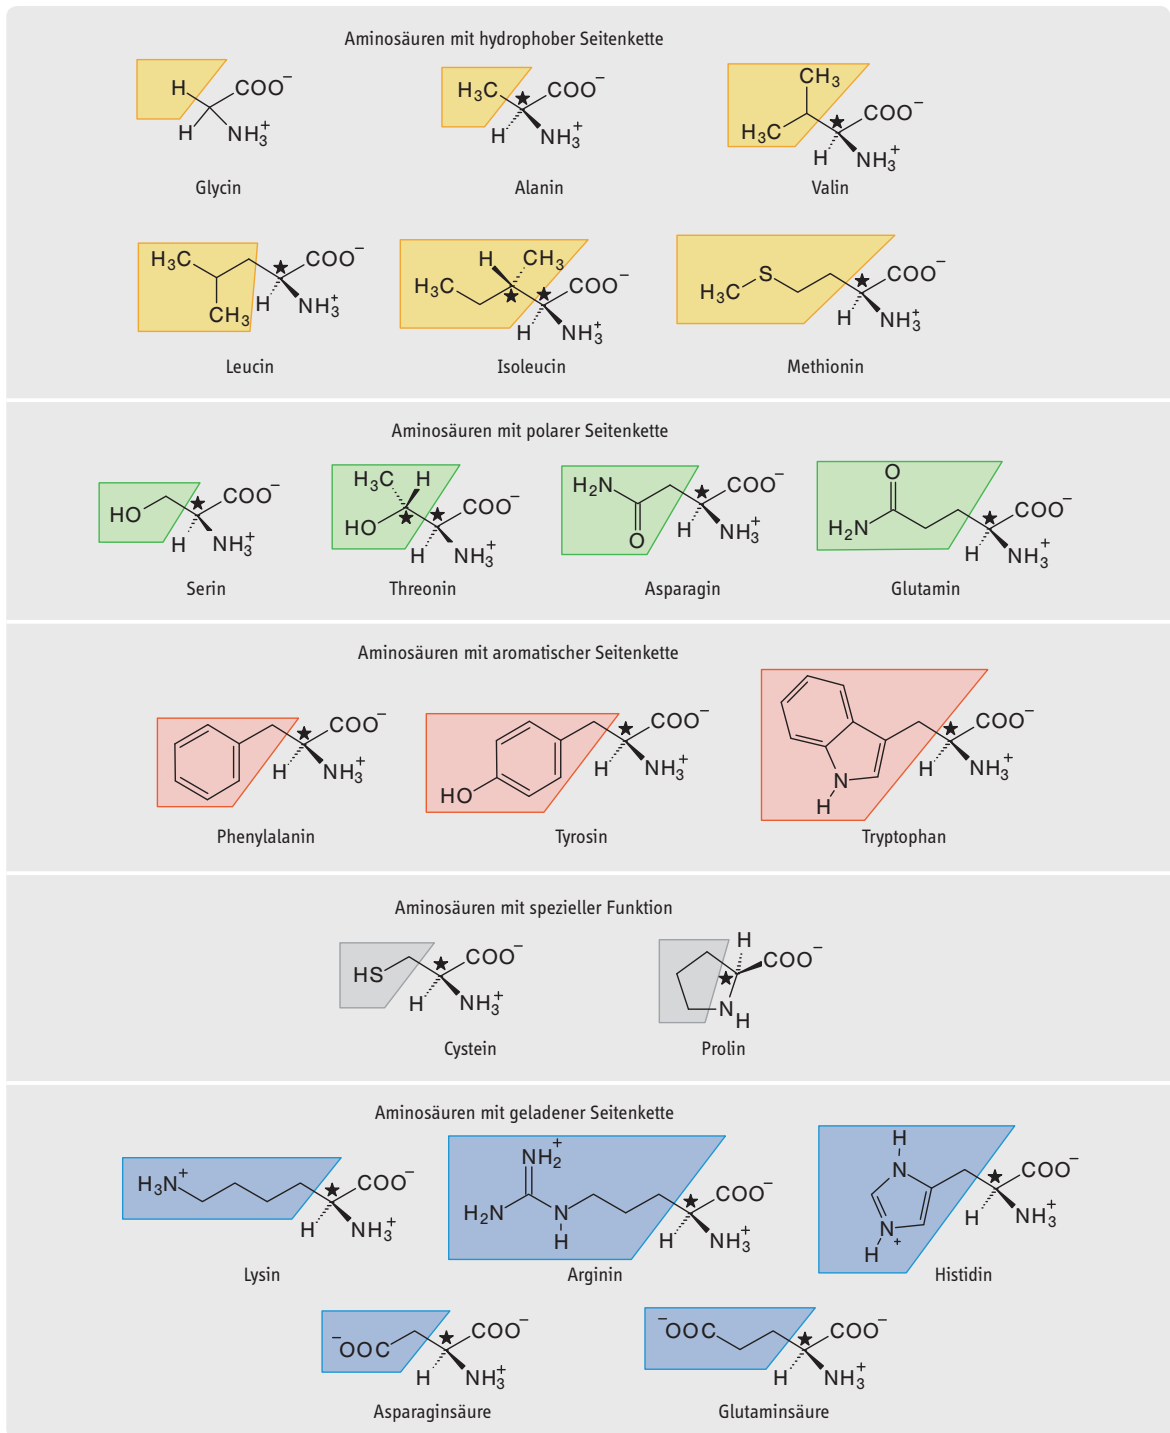 Aminosäuren mit hydrophober Seitenkette
H COO⁻
H NH₃⁺
Glycin
H₃C COO⁻
H NH₃⁺
Alanin
CH₃
COO⁻
H₃C
H NH₃⁺
Valin
H₃C COO⁻
H NH₃⁺
CH₃
Leucin
H CH₃
H₃C COO⁻
H NH₃⁺
Isoleucin
S COO⁻
H₃C
H NH₃⁺
Methionin
Aminosäuren mit polarer Seitenkette
COO⁻
HO
H NH₃⁺
Serin
H₃C H
COO⁻
HO
H NH₃⁺
Threonin
H₂N COO⁻
H NH₃⁺
O
Asparagin
O
COO⁻
H₂N
H NH₃⁺
Glutamin
Aminosäuren mit aromatischer Seitenkette
COO⁻
H NH₃⁺
Phenylalanin
COO⁻
H NH₃⁺
HO
Tyrosin
COO⁻
H NH₃⁺
N
H
Tryptophan
Aminosäuren mit spezieller Funktion
COO⁻
HS
H NH₃⁺
Cystein
H
COO⁻
N
H
Prolin
Aminosäuren mit geladener Seitenkette
H₃N⁺ COO⁻
H NH₃⁺
Lysin
NH₂⁺
COO⁻
H₂N N
H H NH₃⁺
Arginin
H
N COO⁻
H NH₃⁺
N⁺
H
Histidin
COO⁻
⁻OOC
H NH₃⁺
Asparaginsäure
⁻OOC COO⁻
H NH₃⁺
Glutaminsäure